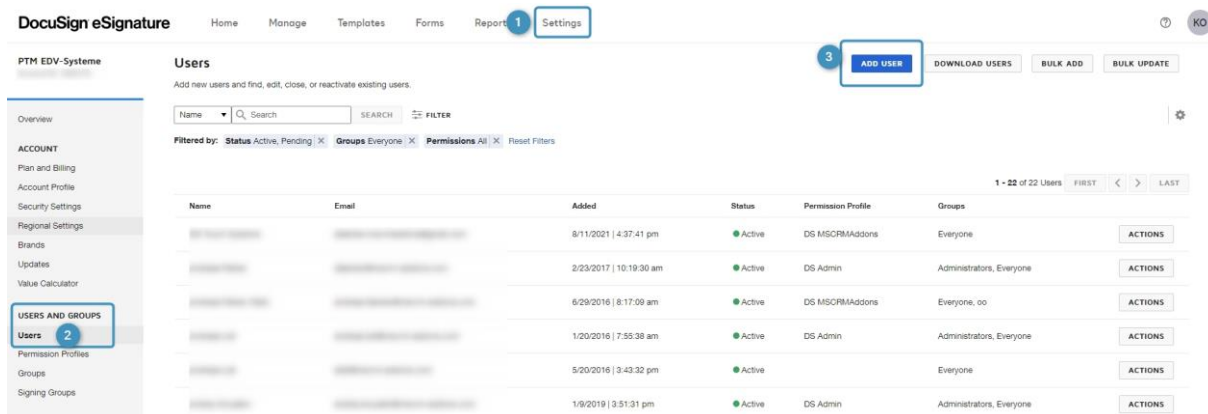 DocuSign eSignature Home Manage Templates Forms Report 1 Settings KO
PTM EDV-Systeme
Users 3 ADD USER DOWNLOAD USERS BULK ADD BULK UPDATE
Add new users and find, edit, close, or reactivate existing users.
Overview
Name Search SEARCH FILTER
Filtered by: Status Active, Pending Groups Everyone Permissions All Reset Filters
ACCOUNT
Plan and Billing
Account Profile
Security Settings
Regional Settings
Brands
Updates
Value Calculator
USERS AND GROUPS
Users 2
Permission Profiles
Groups
Signing Groups
1 - 22 of 22 Users FIRST < > LAST
Name Email Added Status Permission Profile Groups
8/11/2021 | 4:37:41 pm Active DS MSCRMAddons Everyone ACTIONS
2/23/2017 | 10:19:30 am Active DS Admin Administrators, Everyone ACTIONS
6/29/2016 | 8:17:09 am Active DS MSCRMAddons Everyone, oo ACTIONS
1/20/2016 | 7:55:38 am Active DS Admin Administrators, Everyone ACTIONS
5/20/2016 | 3:43:32 pm Active Everyone ACTIONS
1/9/2019 | 3:51:31 pm Active DS Admin Administrators, Everyone ACTIONS